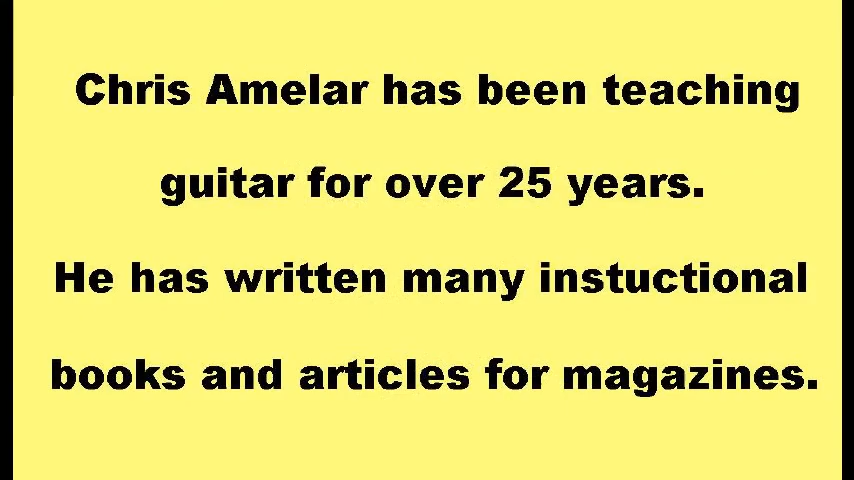 Chris Amelar has been teaching
guitar for over 25 years.
He has written many instuctional
books and articles for magazines.